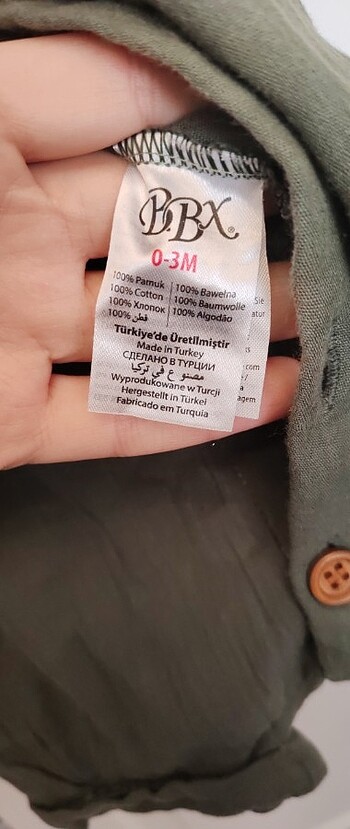 BBX®
0-3M
100% Pamuk
100% Cotton
100% Хлопок
100% قطن
100% Bawełna
100% Baumwolle
100% Algodão
Türkiye'de Üretilmiştir
Made in Turkey
СДЕЛАНО В ТУРЦИИ
مصنوع في تركيا
Wyprodukowane w Turcji
Hergestellt in Türkei
Fabricado em Turquia
Sie